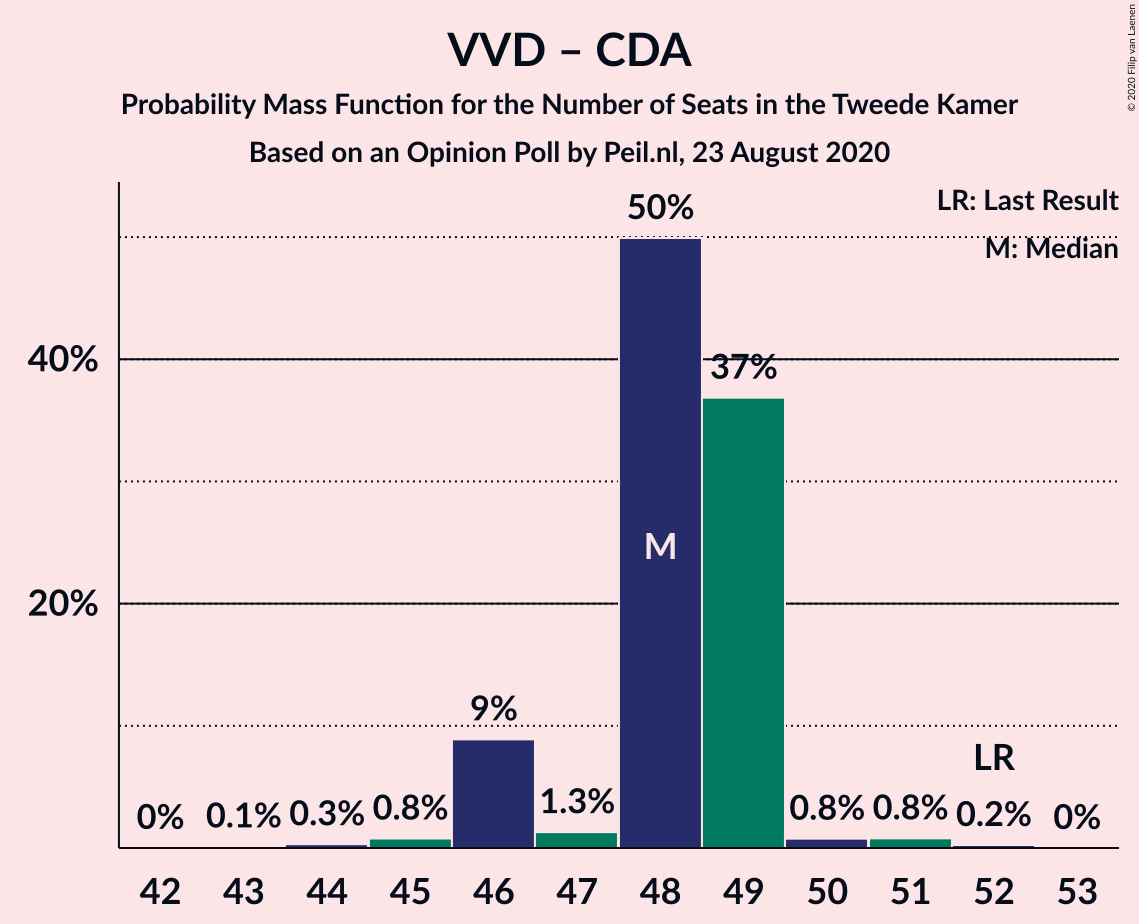 VVD – CDA
Probability Mass Function for the Number of Seats in the Tweede Kamer
Based on an Opinion Poll by Peil.nl, 23 August 2020
© 2020 Filip van Laenen
LR: Last Result
M: Median
50%
40%
37%
20%
M
9%
LR
0%
0.1%
0.3%
0.8%
1.3%
0.8%
0.8%
0.2%
0%
42 43 44 45 46 47 48 49 50 51 52 53